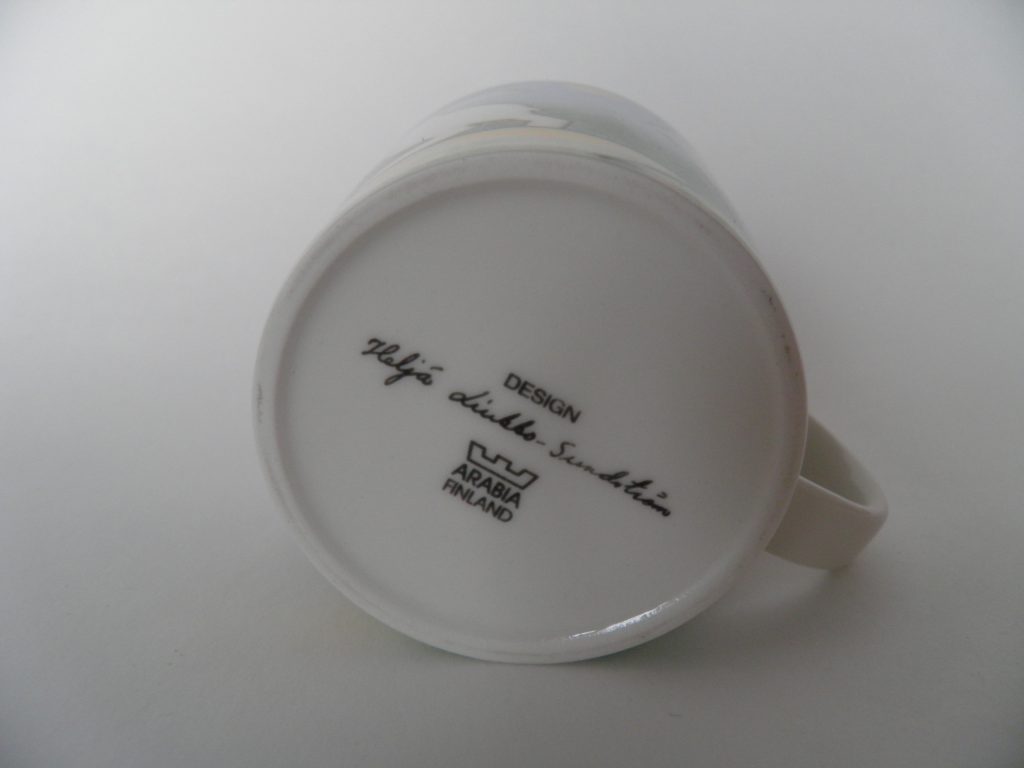 DESIGN
Heljä Liukko-Sundström
ARABIA
FINLAND